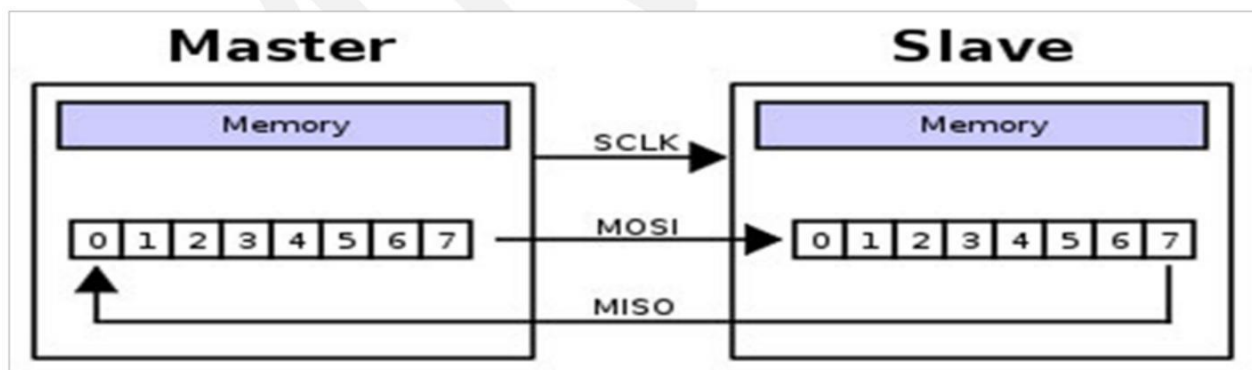 Master Slave
Memory Memory
SCLK
MOSI
0 1 2 3 4 5 6 7 0 1 2 3 4 5 6 7
MISO